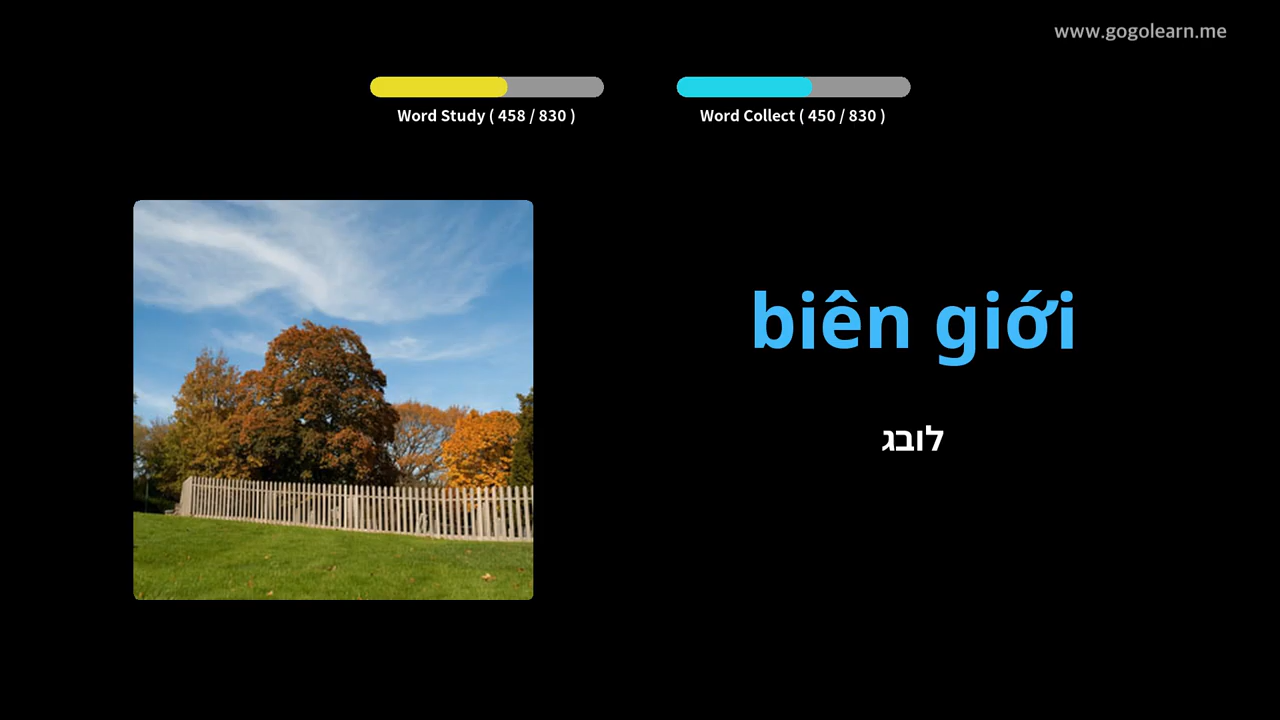 www.gogolearn.me
Word Study ( 458 / 830 )
Word Collect ( 450 / 830 )
biên giới
לובג